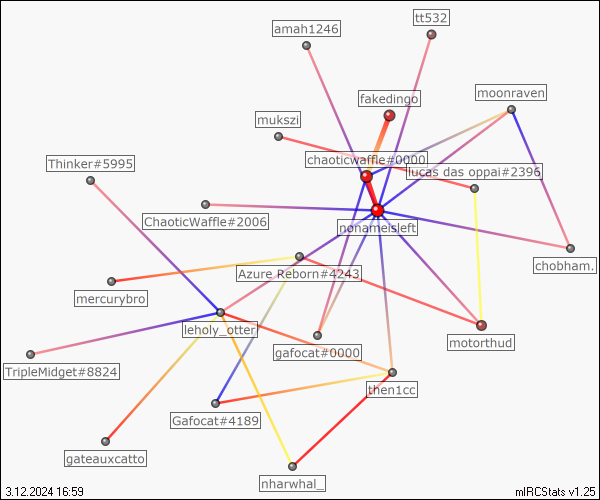 tt532
amah1246
fakedingo
moonraven
mukszi
chaoticwaffle#0000
Thinker#5995
lucas das oppai#2396
ChaoticWaffle#2006
nonameisleft
chobham.
Azure Reborn#4243
mercurybro
leholy_otter
motorthud
gafocat#0000
TripleMidget#8824
then1cc
Gafocat#4189
gateauxcatto
nharwhal_
3.12.2024 16:59
mIRCStats v1.25